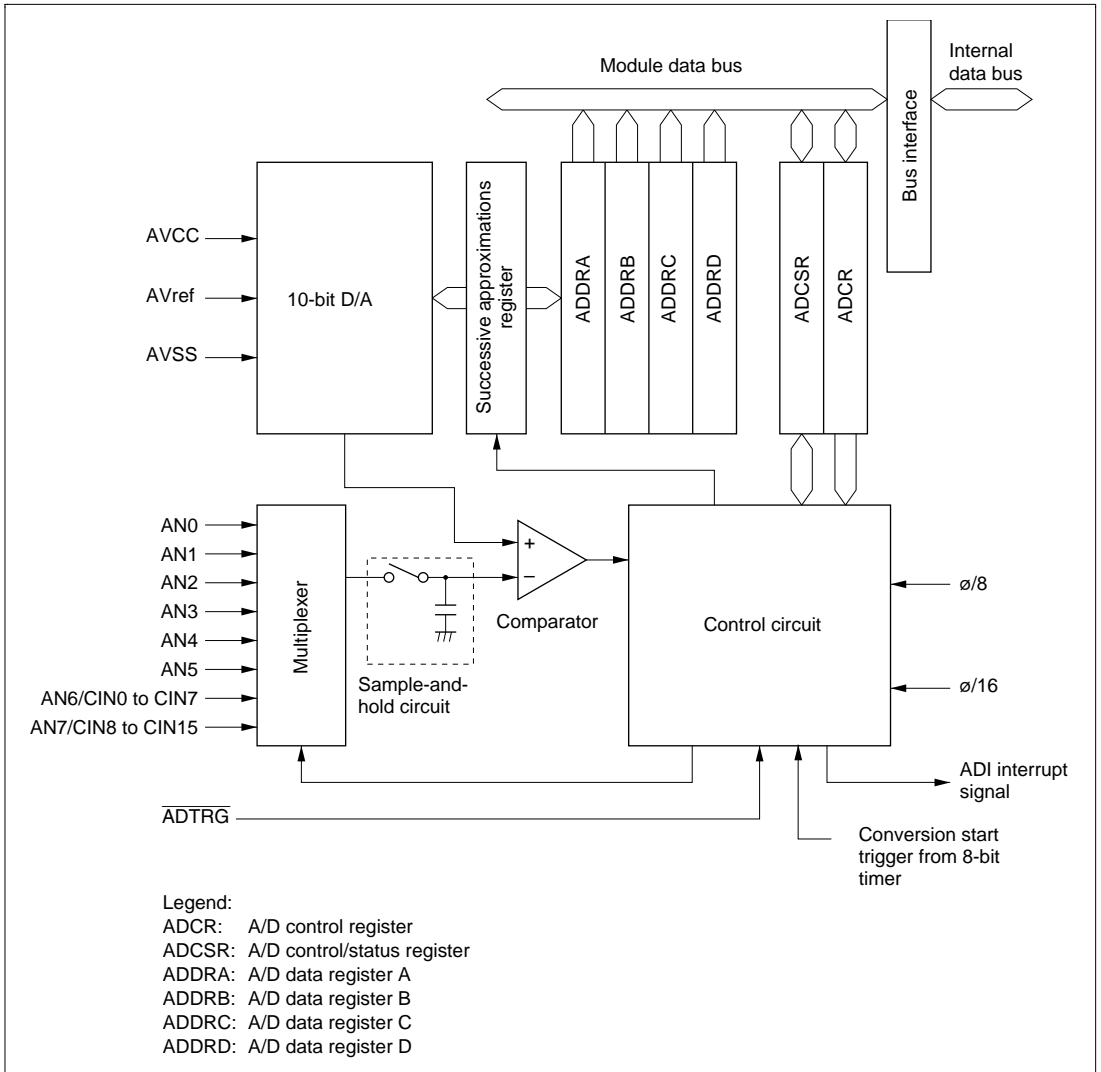 Module data bus
Internal
data bus
Bus interface
AVCC
AVref
AVSS
10-bit D/A
Successive approximations
register
ADDRA
ADDRB
ADDRC
ADDRD
ADCSR
ADCR
AN0
AN1
AN2
AN3
AN4
AN5
AN6/CIN0 to CIN7
AN7/CIN8 to CIN15
Multiplexer
Sample-and-
hold circuit
+
−
Comparator
Control circuit
ø/8
ø/16
ADI interrupt
signal
ADTRG
Conversion start
trigger from 8-bit
timer
Legend:
ADCR: A/D control register
ADCSR: A/D control/status register
ADDRA: A/D data register A
ADDRB: A/D data register B
ADDRC: A/D data register C
ADDRD: A/D data register D